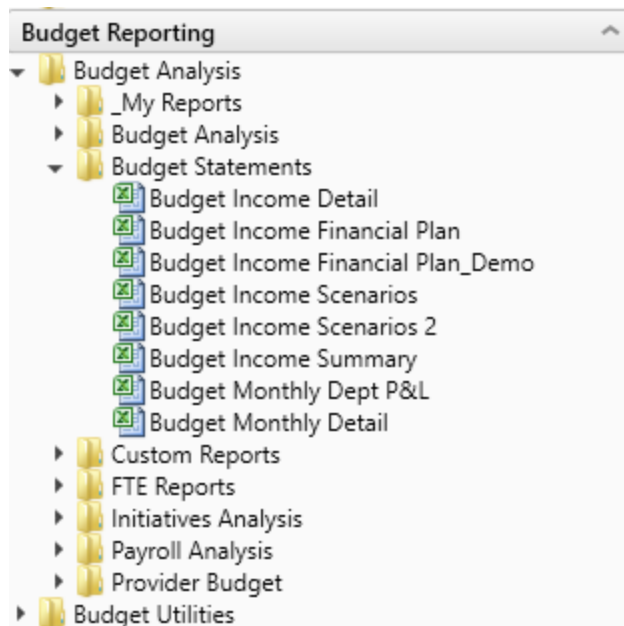 Budget Reporting
Budget Analysis
_My Reports
Budget Analysis
Budget Statements
Budget Income Detail
Budget Income Financial Plan
Budget Income Financial Plan_Demo
Budget Income Scenarios
Budget Income Scenarios 2
Budget Income Summary
Budget Monthly Dept P&L
Budget Monthly Detail
Custom Reports
FTE Reports
Initiatives Analysis
Payroll Analysis
Provider Budget
Budget Utilities